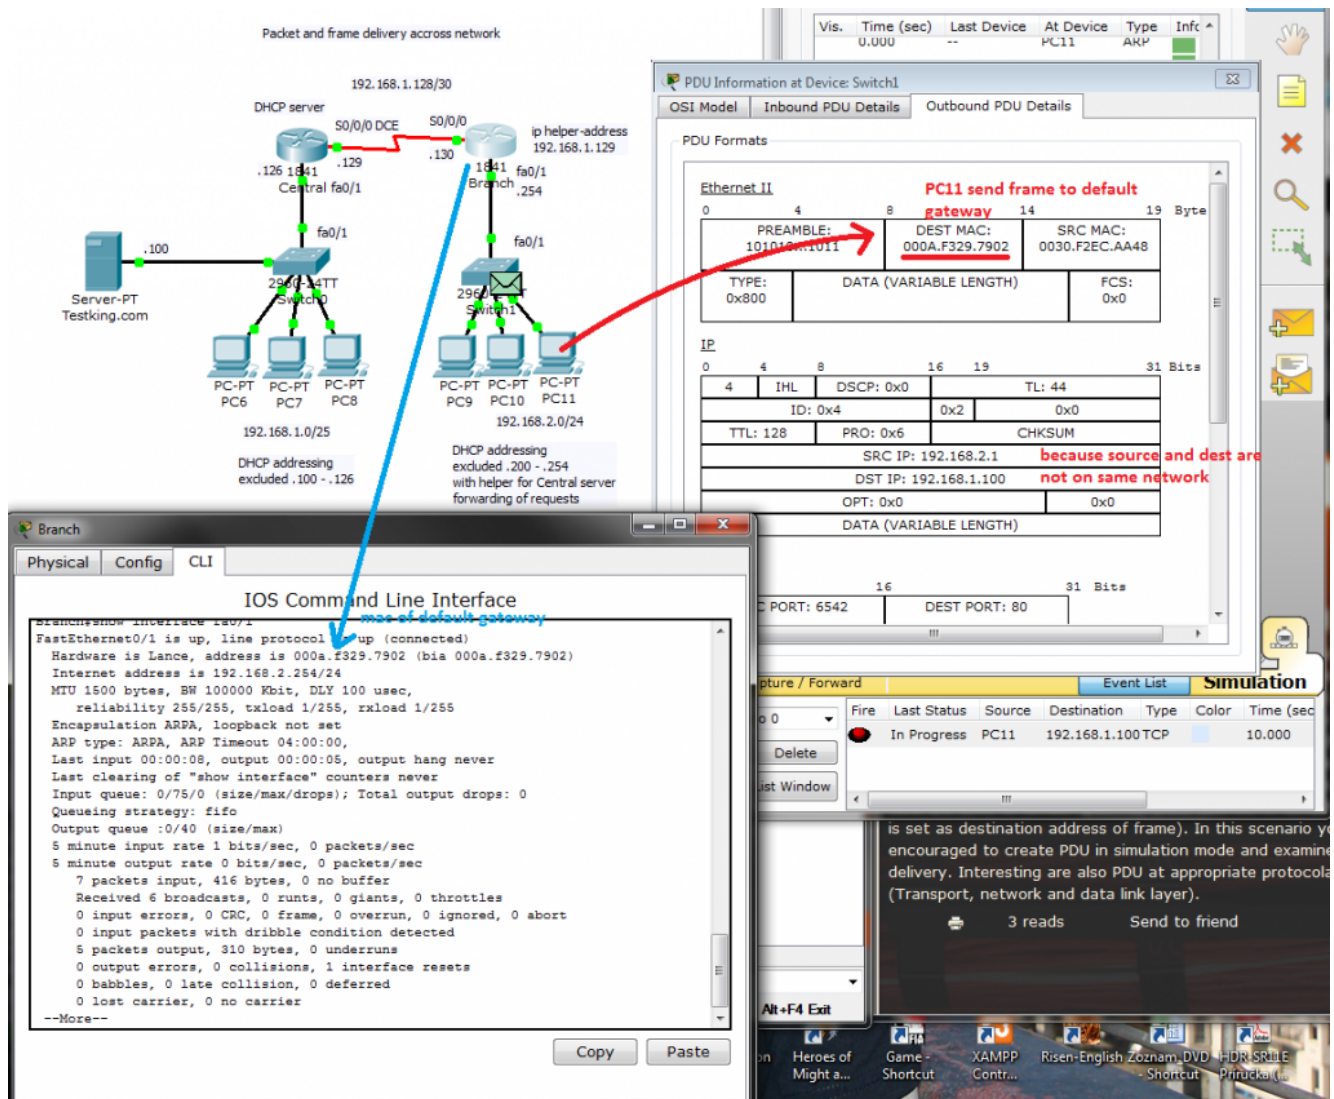 Packet and frame delivery accross network
192.168.1.128/30
DHCP server
S0/0/0 DCE
S0/0/0
ip helper-address
192.168.1.129
.129
.130
.126 1841
Central fa0/1
1841
Branch
fa0/1
.254
fa0/1
fa0/1
.100
2960-24TT
Switch0
Switch1
Server-PT
Testking.com
PC-PT
PC6
PC-PT
PC7
PC-PT
PC8
PC-PT
PC9
PC-PT
PC10
PC-PT
PC11
192.168.1.0/25
192.168.2.0/24
DHCP addressing
excluded .100 - .126
DHCP addressing
excluded .200 - .254
with helper for Central server
forwarding of requests
Vis. Time (sec) Last Device At Device Type
0.000 -- PC11 ARP
PDU Information at Device: Switch1
OSI Model Inbound PDU Details Outbound PDU Details
PDU Formats
Ethernet II
PC11 send frame to default
gateway
0 4 8 14 19 Byte
PREAMBLE:
DEST MAC:
000A.F329.7902
SRC MAC:
0030.F2EC.AA48
TYPE:
0x800
DATA (VARIABLE LENGTH)
FCS:
0x0
IP
0 4 8 16 19 31 Bits
4 IHL DSCP: 0x0 TL: 44
ID: 0x4 0x2 0x0
TTL: 128 PRO: 0x6 CHKSUM
SRC IP: 192.168.2.1
DST IP: 192.168.1.100
because source and dest are
not on same network
OPT: 0x0 0x0
DATA (VARIABLE LENGTH)
16 31 Bits
PORT: 6542 DEST PORT: 80
Branch
Physical Config CLI
IOS Command Line Interface
mac of default gateway
Branch#show interface fa0/1
FastEthernet0/1 is up, line protocol is up (connected)
Hardware is Lance, address is 000a.f329.7902 (bia 000a.f329.7902)
Internet address is 192.168.2.254/24
MTU 1500 bytes, BW 100000 Kbit, DLY 100 usec,
reliability 255/255, txload 1/255, rxload 1/255
Encapsulation ARPA, loopback not set
ARP type: ARPA, ARP Timeout 04:00:00,
Last input 00:00:08, output 00:00:05, output hang never
Last clearing of "show interface" counters never
Input queue: 0/75/0 (size/max/drops); Total output drops: 0
Queueing strategy: fifo
Output queue :0/40 (size/max)
5 minute input rate 1 bits/sec, 0 packets/sec
5 minute output rate 0 bits/sec, 0 packets/sec
7 packets input, 416 bytes, 0 no buffer
Received 6 broadcasts, 0 runts, 0 giants, 0 throttles
0 input errors, 0 CRC, 0 frame, 0 overrun, 0 ignored, 0 abort
0 input packets with dribble condition detected
5 packets output, 310 bytes, 0 underruns
0 output errors, 0 collisions, 1 interface resets
0 babbles, 0 late collision, 0 deferred
0 lost carrier, 0 no carrier
--More--
Copy Paste
pture / Forward
Event List Simulation
Fire Last Status Source Destination Type Color Time (sec
In Progress PC11 192.168.1.100 TCP 10.000
o 0
Delete
ist Window
is set as destination address of frame). In this scenario yo
encouraged to create PDU in simulation mode and examine
delivery. Interesting are also PDU at appropriate protocola
(Transport, network and data link layer).
3 reads Send to friend
Alt+F4 Exit
Heroes of
Might a...
Game -
Shortcut
XAMPP
Contr...
Risen-English
Zoznam_DVD
- Shortcut
HDR-SR11E
Prirucka (...